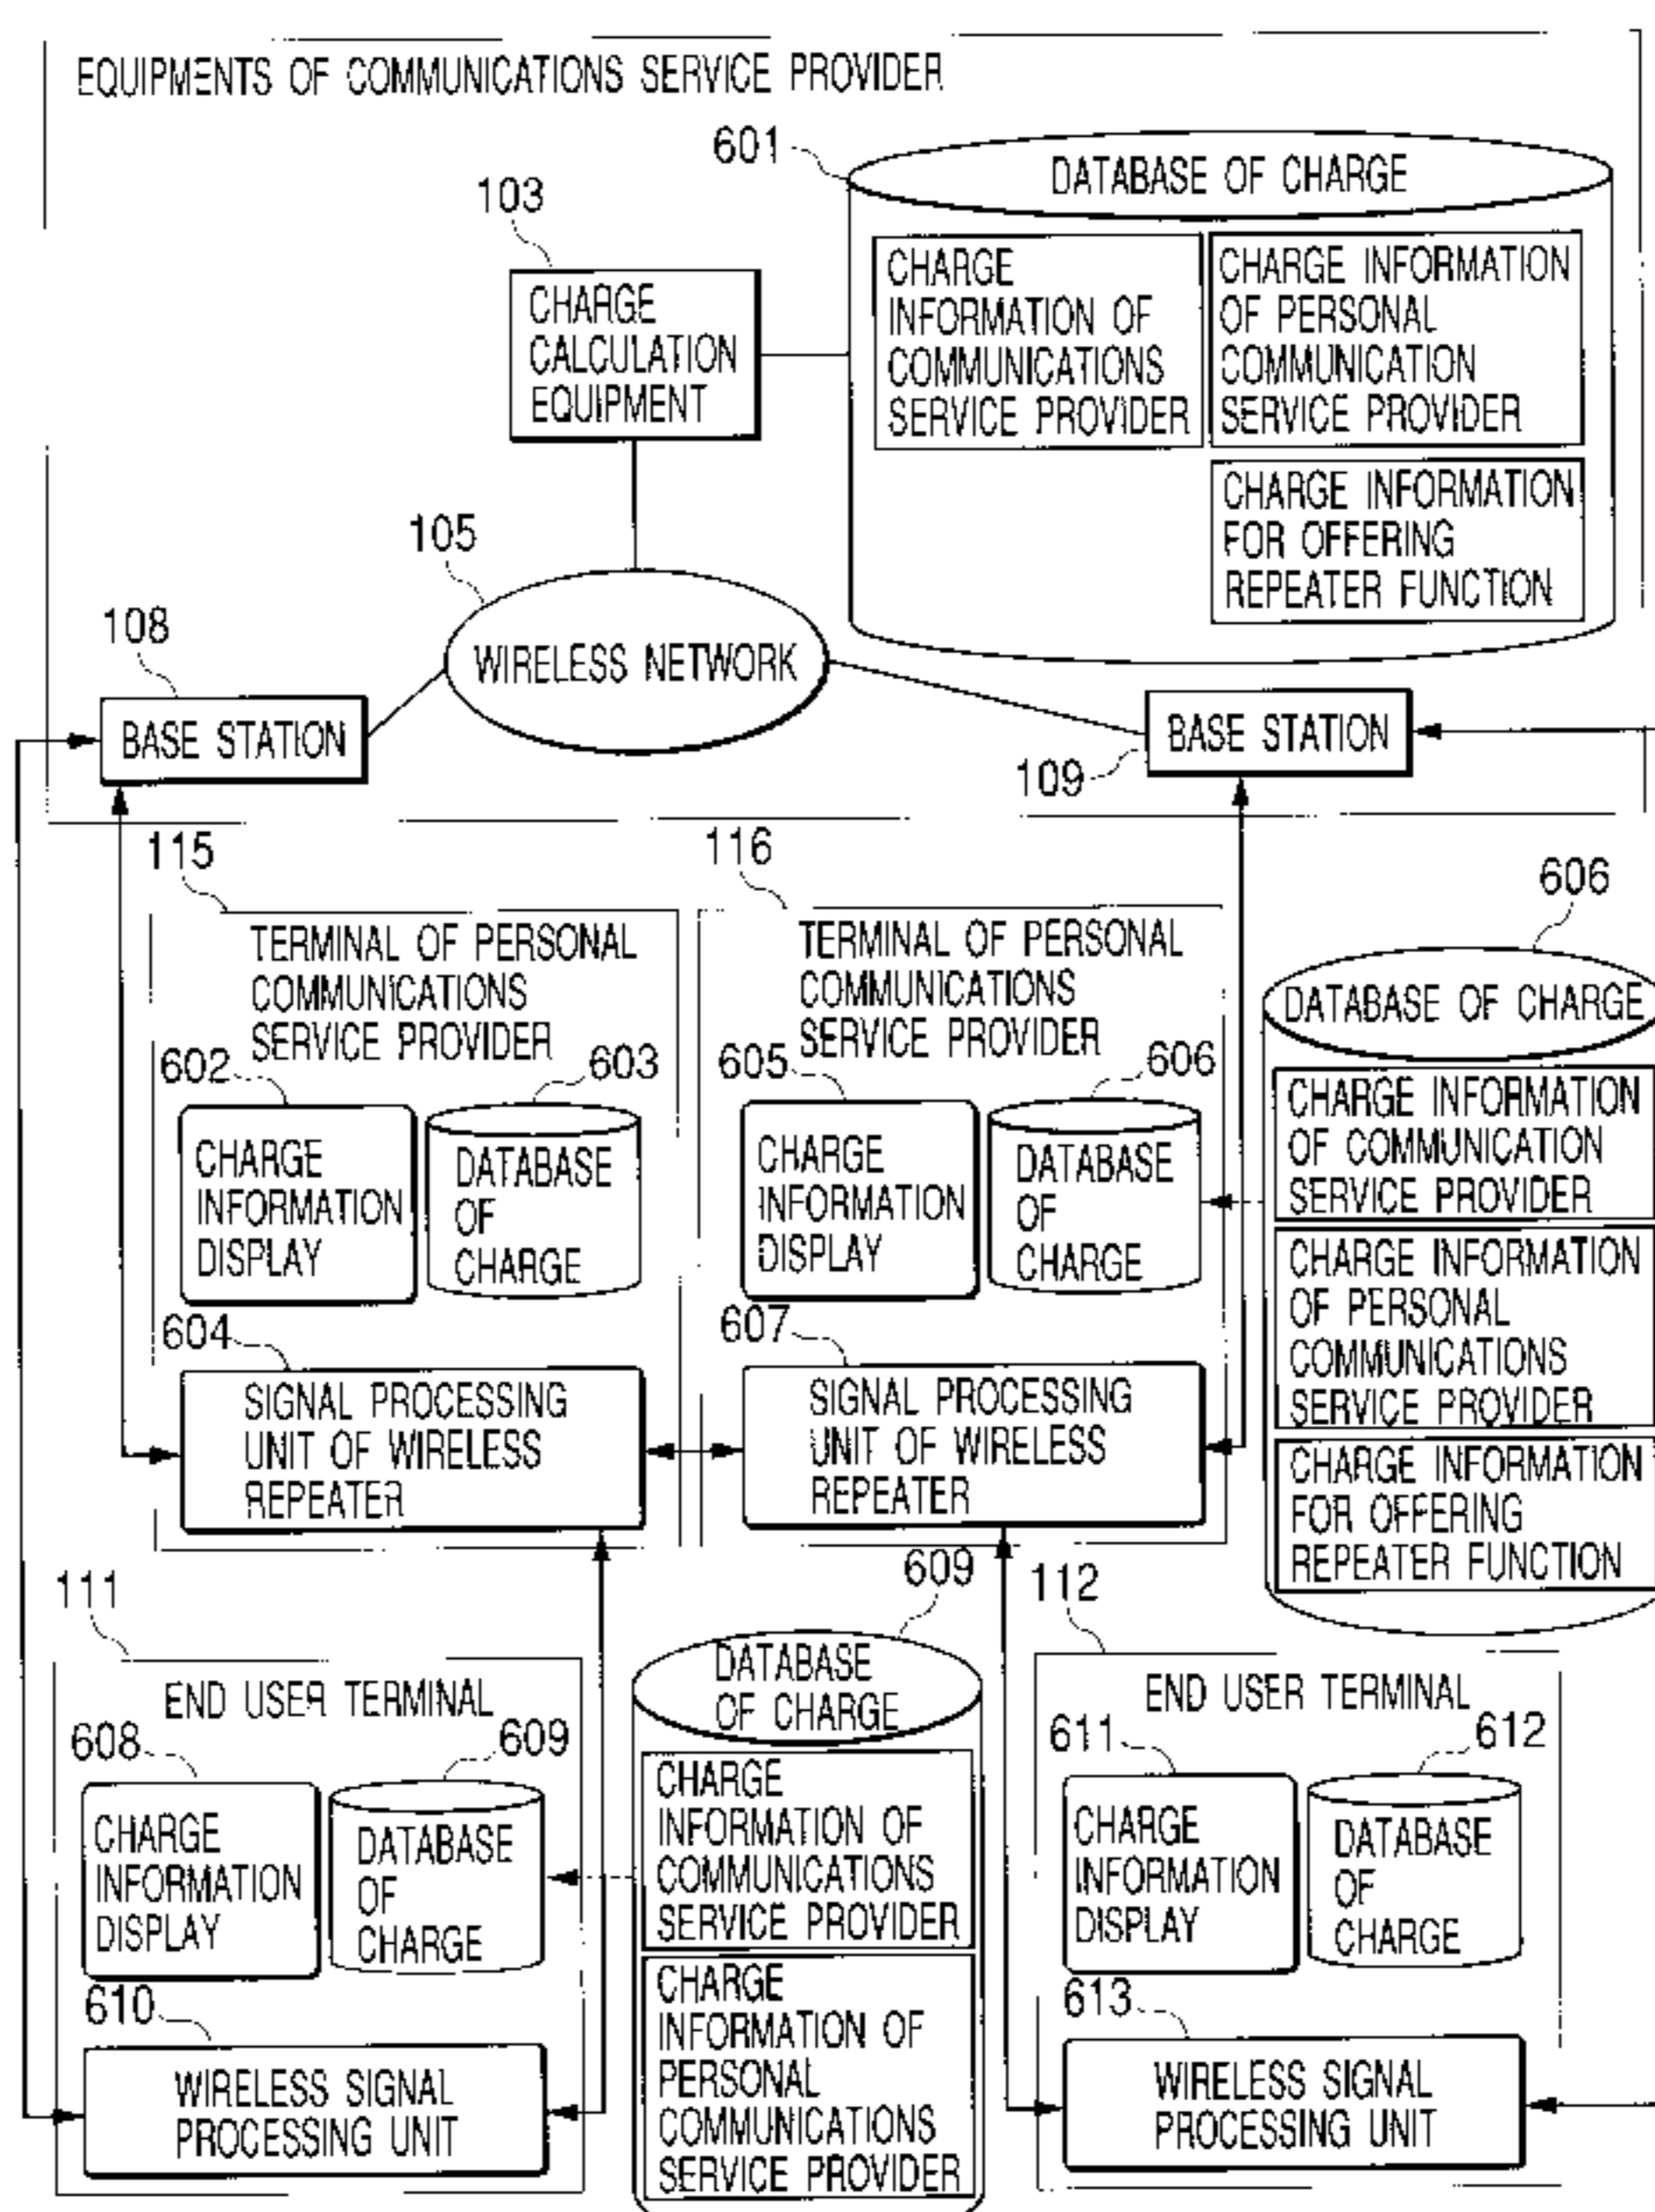 EQUIPMENTS OF COMMUNICATIONS SERVICE PROVIDER
601
DATABASE OF CHARGE
103
CHARGE
CALCULATION
EQUIPMENT
CHARGE
INFORMATION OF
COMMUNICATIONS
SERVICE PROVIDER
CHARGE INFORMATION
OF PERSONAL
COMMUNICATION
SERVICE PROVIDER
CHARGE INFORMATION
FOR OFFERING
REPEATER FUNCTION
105
WIRELESS NETWORK
108
BASE STATION
BASE STATION
109
115
TERMINAL OF PERSONAL
COMMUNICATIONS
SERVICE PROVIDER
602
603
CHARGE
INFORMATION
DISPLAY
DATABASE
OF
CHARGE
604
SIGNAL PROCESSING
UNIT OF WIRELESS
REPEATER
116
TERMINAL OF PERSONAL
COMMUNICATIONS
SERVICE PROVIDER
605
606
CHARGE
INFORMATION
DISPLAY
DATABASE
OF
CHARGE
607
SIGNAL PROCESSING
UNIT OF WIRELESS
REPEATER
606
DATABASE OF CHARGE
CHARGE INFORMATION
OF COMMUNICATION
SERVICE PROVIDER
CHARGE INFORMATION
OF PERSONAL
COMMUNICATIONS
SERVICE PROVIDER
CHARGE INFORMATION
FOR OFFERING
REPEATER FUNCTION
111
END USER TERMINAL
608
609
CHARGE
INFORMATION
DISPLAY
DATABASE
OF
CHARGE
610
WIRELESS SIGNAL
PROCESSING UNIT
609
DATABASE
OF CHARGE
CHARGE
INFORMATION OF
COMMUNICATIONS
SERVICE PROVIDER
CHARGE
INFORMATION OF
PERSONAL
COMMUNICATIONS
SERVICE PROVIDER
112
END USER TERMINAL
611
612
CHARGE
INFORMATION
DISPLAY
DATABASE
OF
CHARGE
613
WIRELESS SIGNAL
PROCESSING UNIT